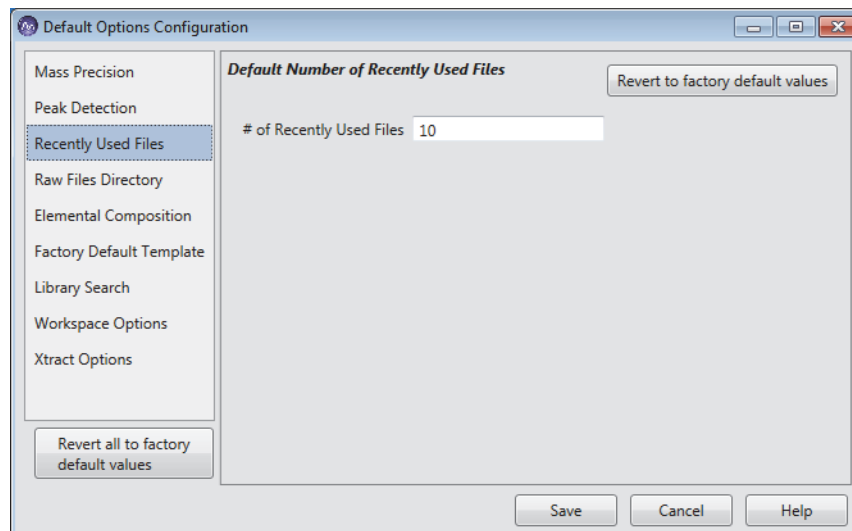 Default Options Configuration
Mass Precision
Peak Detection
Recently Used Files
Raw Files Directory
Elemental Composition
Factory Default Template
Library Search
Workspace Options
Xtract Options
Revert all to factory
default values
Default Number of Recently Used Files
Revert to factory default values
# of Recently Used Files 10
Save
Cancel
Help